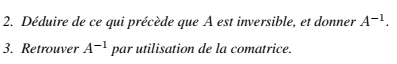 2. Déduire de ce qui précède que A est inversible, et donner A⁻¹.
3. Retrouver A⁻¹ par utilisation de la comatrice.